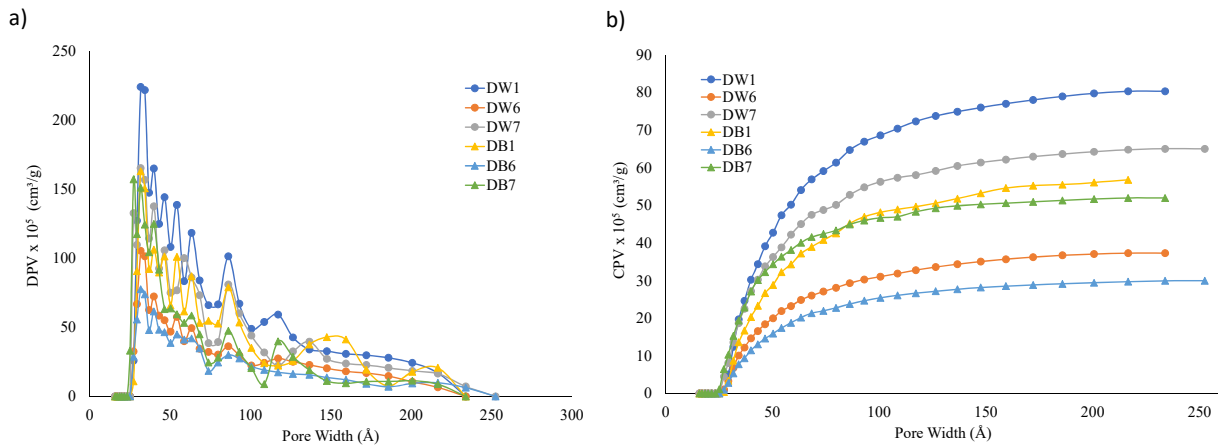 a)
DPV x 10⁵ (cm³/g)
250
200
150
100
50
0
0 50 100 150 200 250 300
Pore Width (Å)
DW1
DW6
DW7
DB1
DB6
DB7
b)
CPV x 10⁵ (cm³/g)
90
80
70
60
50
40
30
20
10
0
0 50 100 150 200 250
Pore Width (Å)
DW1
DW6
DW7
DB1
DB6
DB7